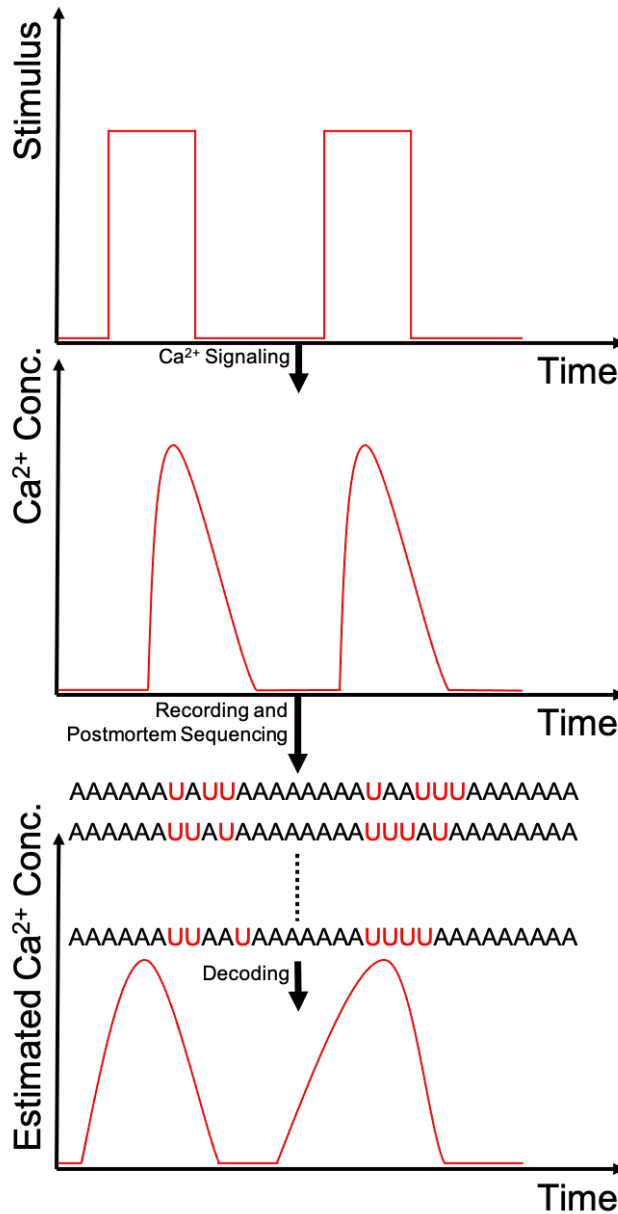 Stimulus
Time
Ca²⁺ Signaling
Ca²⁺ Conc.
Time
Recording and
Postmortem Sequencing
AAAAAAUAUUAAAAAAAAUAAUUUAAAAAAA
AAAAAAUUAUAAAAAAAAUUUAUAAAAAAAA
AAAAAAUUAAUAAAAAAAUUUUAAAAAAAAA
Decoding
Estimated Ca²⁺ Conc.
Time